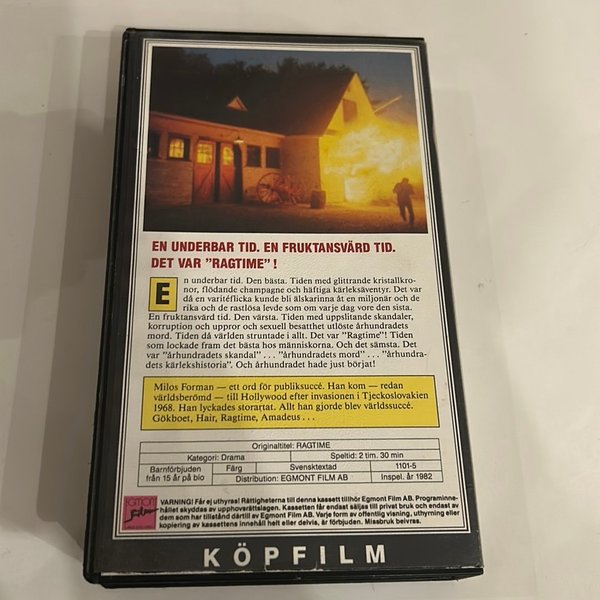 EN UNDERBAR TID. EN FRUKTANSVÄRD TID.
DET VAR "RAGTIME"!
En underbar tid. Den bästa. Tiden med glittrande kristallkro-
nor, flödande champagne och häftiga kärleksäventyr. Det var
då en varitéflicka kunde bli älskarinna åt en miljonär och de
rika och de rastlösa levde som om varje dag vore den sista.
En fruktansvärd tid. Den värsta. Tiden med uppslitande skandaler,
korruption och uppror och sexuell besatthet utlöste århundradets
mord. Tiden då världen struntade i allt. Det var "Ragtime"! Tiden
som lockade fram det bästa hos människorna. Och det sämsta. Det
var "århundradets skandal" . . . "århundradets mord" . . . "århundra-
dets kärlekshistoria". Och århundradet hade just börjat!
Milos Forman — ett ord för publiksuccé. Han kom — redan
världsberömd — till Hollywood efter invasionen i Tjeckoslovakien
1968. Han lyckades storartat. Allt han gjorde blev världssuccé.
Gökboet, Hair, Ragtime, Amadeus . . .
Originaltitel: RAGTIME
Kategori: Drama Speltid: 2 tim. 30 min
Barnförbjuden från 15 år på bio Färg Svensktextad 1101-5
Distribution: EGMONT FILM AB Inspel. år 1982
EGMONT
film
VARNING! Får ej uthyras! Rättigheterna till denna kassett tillhör Egmont Film AB. Programinne-
hållet skyddas av upphovsrättslagen. Kassetten får endast säljas till privat bruk och endast av
dem som har tillstånd därtill av Egmont Film AB. Varje form av offentlig visning, uthyrning eller
kopiering av kassettens innehåll helt eller delvis, är förbjuden. Missbruk beivras.
KÖPFILM